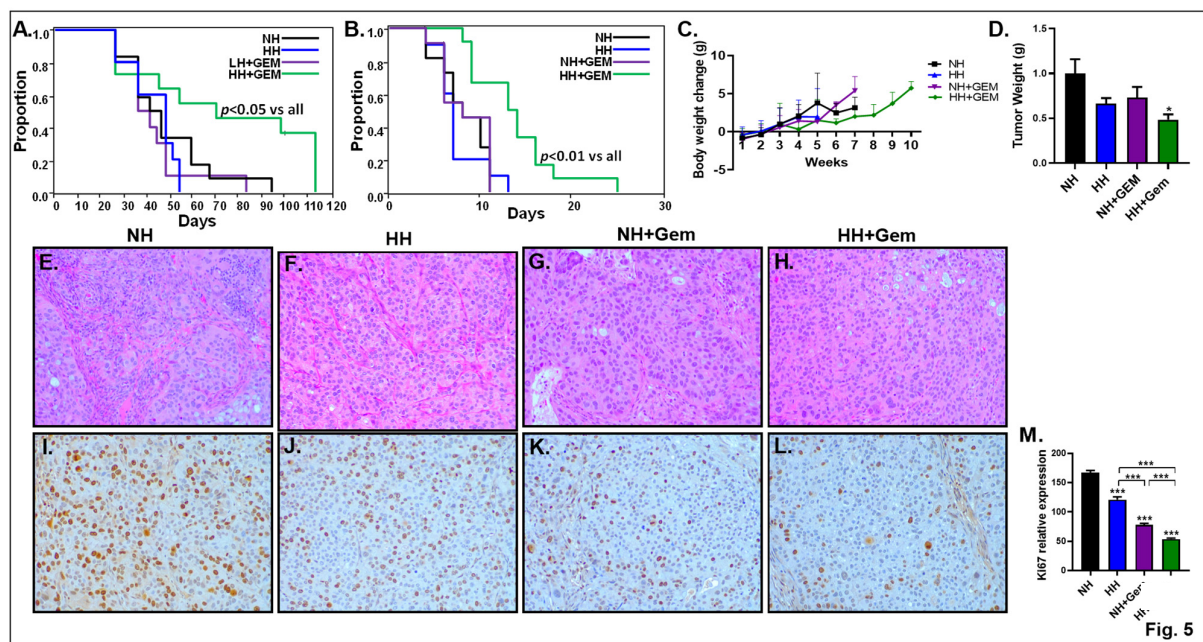 A.
1.0
0.8
0.6
0.4
0.2
0.0
Proportion
NH
HH
LH+GEM
HH+GEM
p<0.05 vs all
0 10 20 30 40 50 60 70 80 90 100 110 120
Days
B.
1.0
0.8
0.6
0.4
0.2
0.0
Proportion
NH
HH
NH+GEM
HH+GEM
p<0.01 vs all
0 10 20 30
Days
C.
Body weight change (g)
10
5
0
-5
NH
HH
NH+GEM
HH+GEM
1 2 3 4 5 6 7 8 9 10
Weeks
D.
Tumor Weight (g)
1.5
1.0
0.5
0.0
*
NH
HH
NH+GEM
HH+Gem
NH
HH
NH+Gem
HH+Gem
E.
F.
G.
H.
I.
J.
K.
L.
M.
Ki67 relative expression
200
150
100
50
0
***
*** ***
***
***
***
NH
HH
Fig. 5